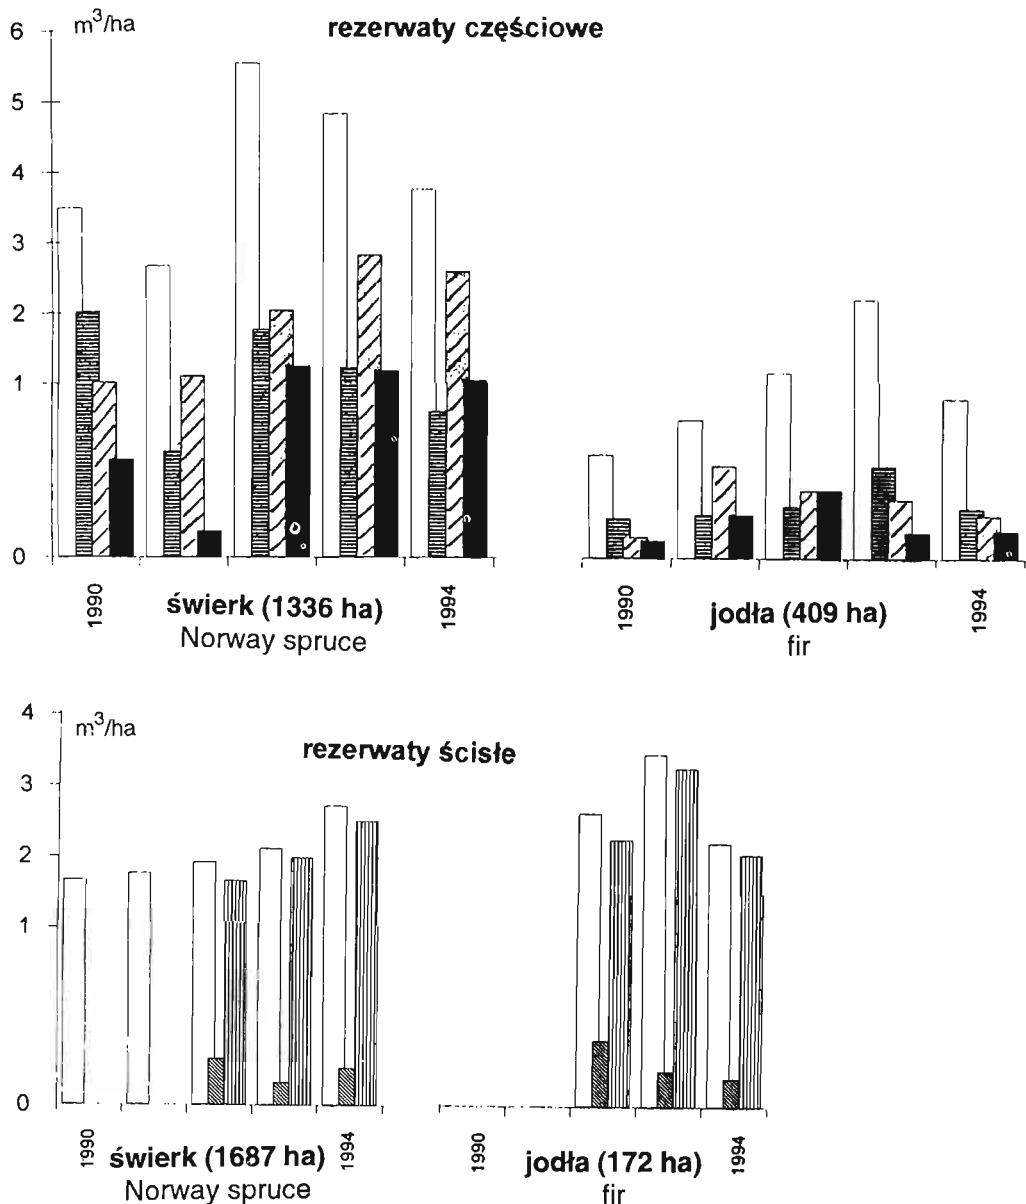 6
m³/ha
rezerwaty częściowe
5
4
3
2
1
0
1990
świerk (1336 ha)
Norway spruce
1994
1990
jodła (409 ha)
fir
1994
4
m³/ha
rezerwaty ścisłe
3
2
1
0
1990
świerk (1687 ha)
Norway spruce
1994
1990
jodła (172 ha)
fir
1994